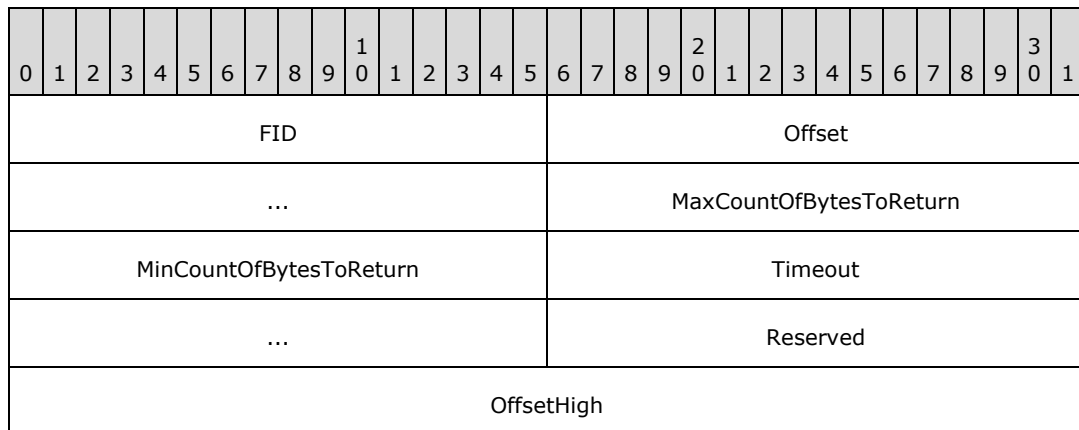 1 2 3
0 1 2 3 4 5 6 7 8 9 0 1 2 3 4 5 6 7 8 9 0 1 2 3 4 5 6 7 8 9 0 1
FID Offset
... MaxCountOfBytesToReturn
MinCountOfBytesToReturn Timeout
... Reserved
OffsetHigh